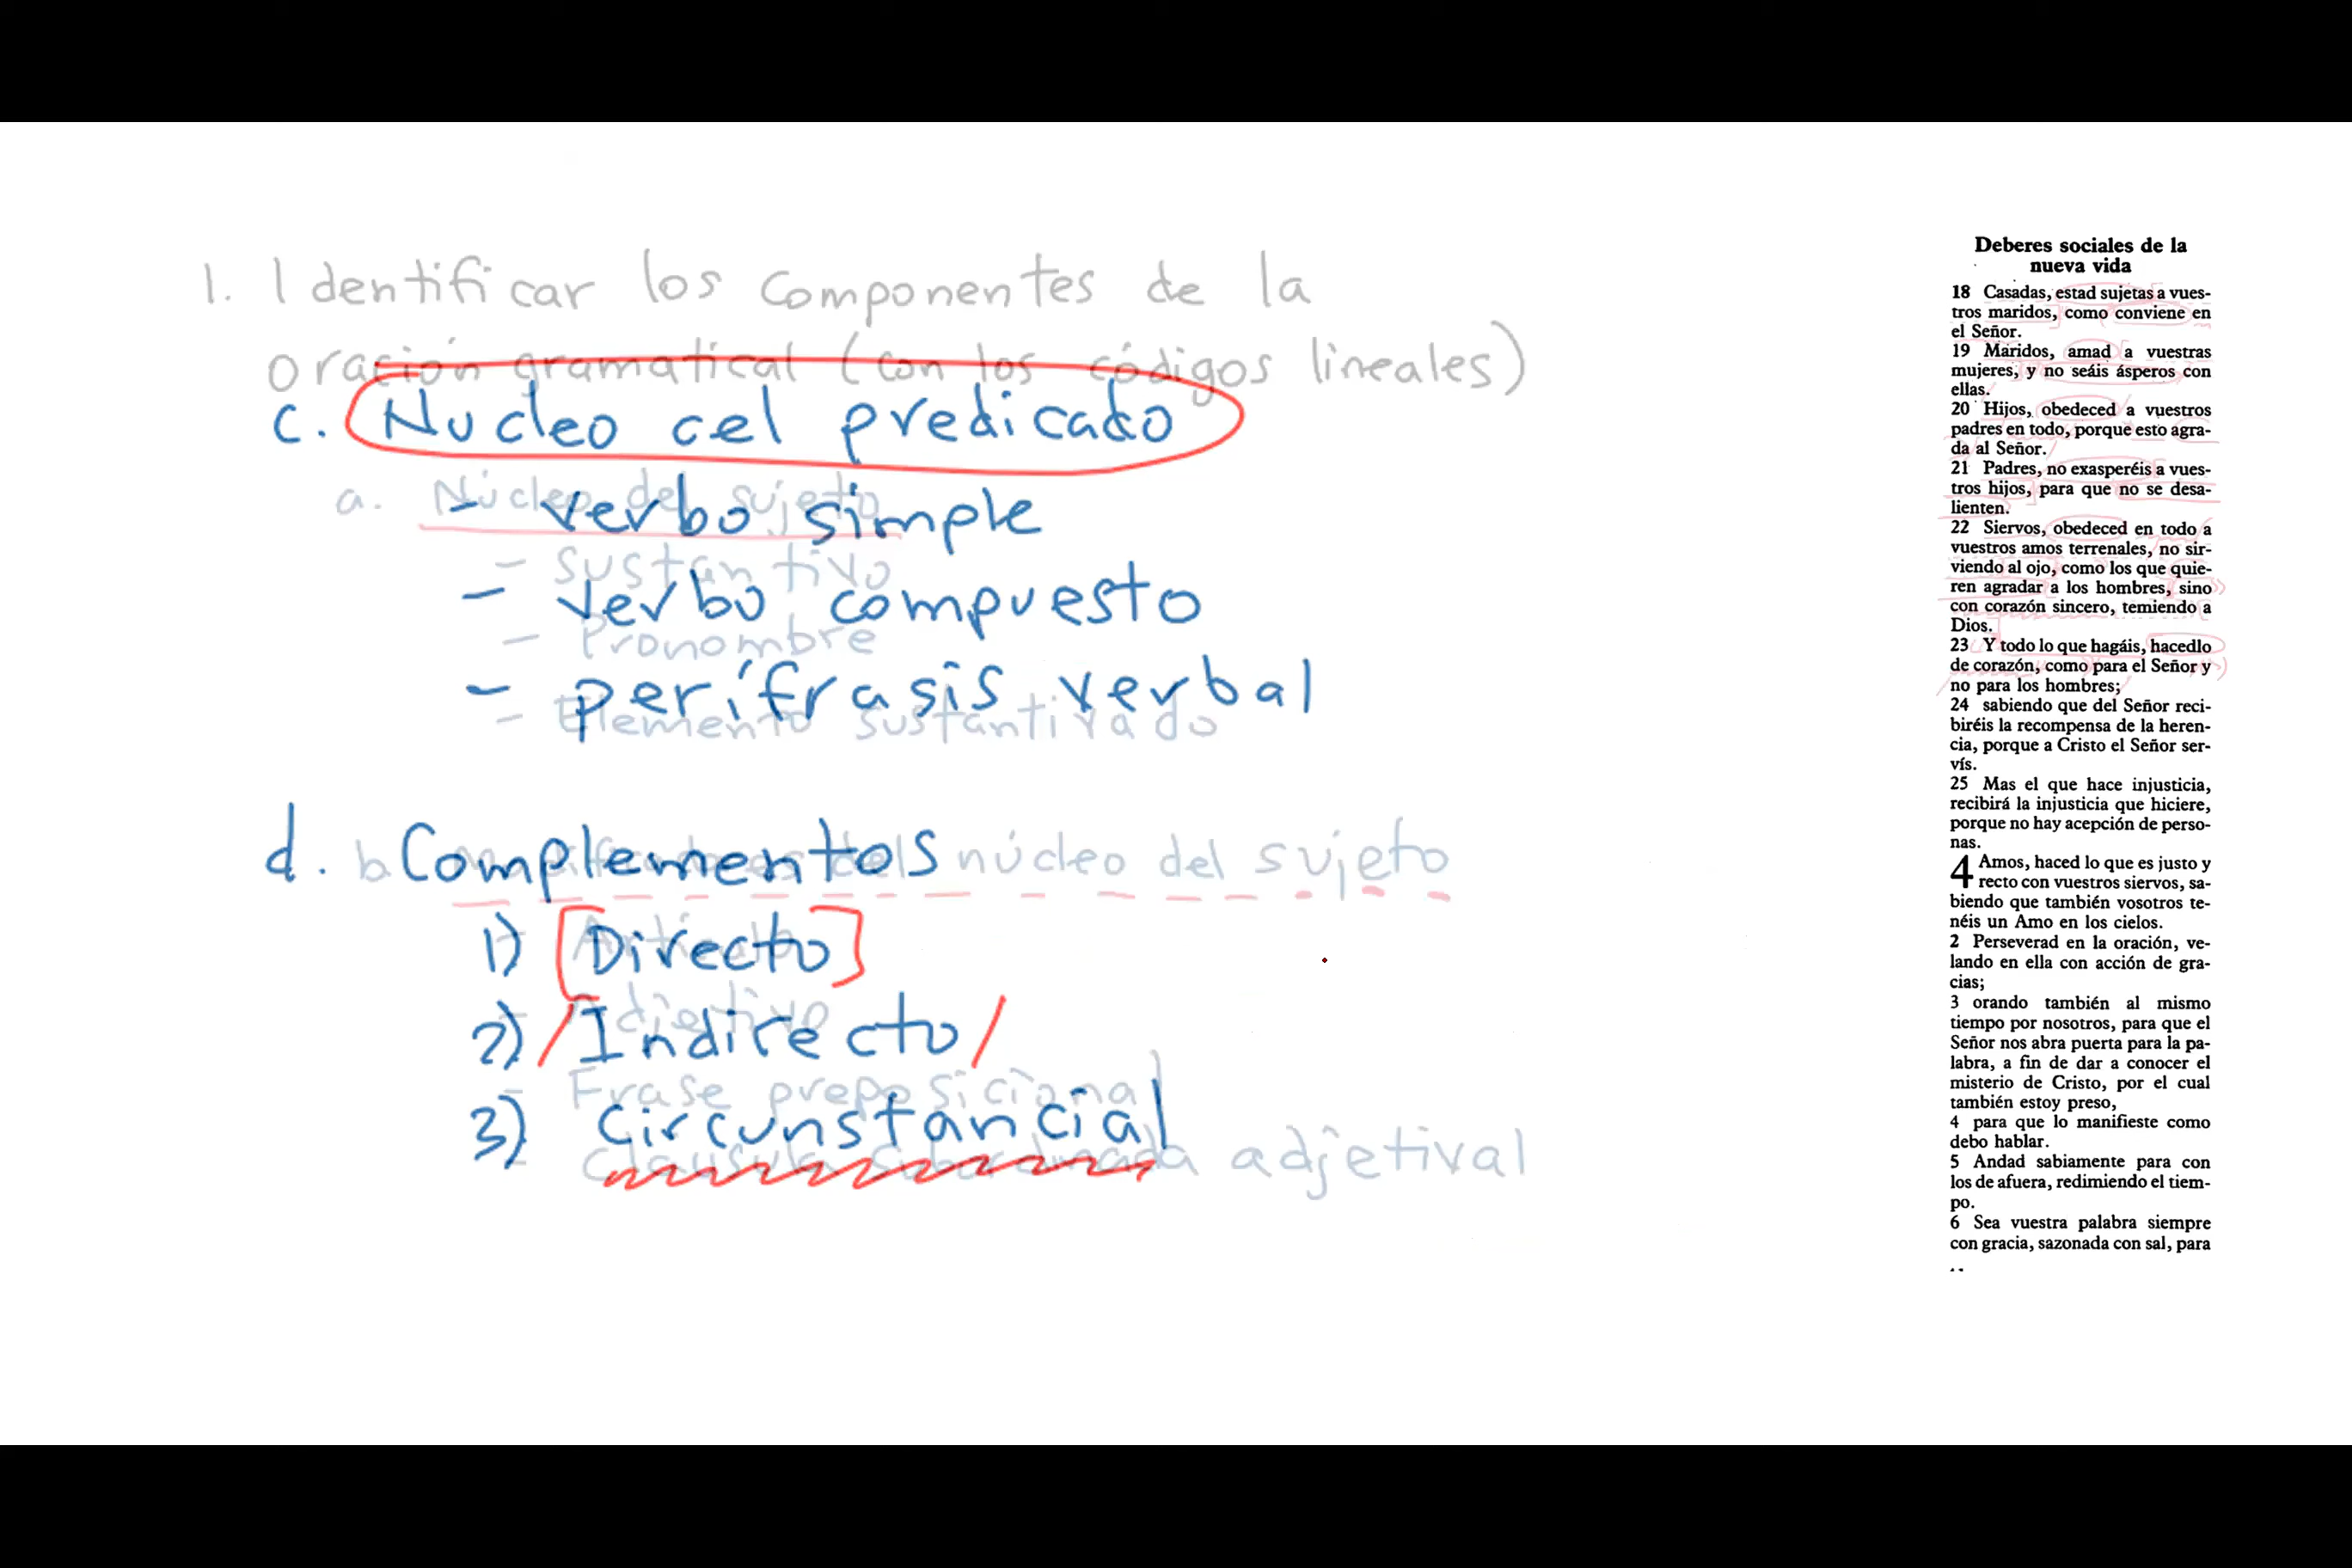 1. Identificar los componentes de la
oración gramatical (con los códigos lineales)
c. Nucleo cel predicado
a. Núcleo del sujeto
- verbo simple
- Sustantivo
- verbo compuesto
- Pronombre
- perífrasis verbal
- Elemento sustantivado
d. Complementos
b. del núcleo del sujeto
1) [Directo]
2) /Indirecto/
- Adjetivo
- Frase preposicional
3) Circunstancial
- Cláusula subordinada adjetival
Deberes sociales de la
nueva vida
18 Casadas, estad sujetas a vues-
tros maridos, como conviene en
el Señor.
19 Maridos, amad a vuestras
mujeres, y no seáis ásperos con
ellas.
20 Hijos, obedeced a vuestros
padres en todo, porque esto agra-
da al Señor.
21 Padres, no exasperéis a vues-
tros hijos, para que no se desa-
lienten.
22 Siervos, obedeced en todo a
vuestros amos terrenales, no sir-
viendo al ojo, como los que quie-
ren agradar a los hombres, sino
con corazón sincero, temiendo a
Dios.
23 Y todo lo que hagáis, hacedlo
de corazón, como para el Señor y
no para los hombres;
24 sabiendo que del Señor reci-
biréis la recompensa de la heren-
cia, porque a Cristo el Señor ser-
vís.
25 Mas el que hace injusticia,
recibirá la injusticia que hiciere,
porque no hay acepción de perso-
nas.
4 Amos, haced lo que es justo y
recto con vuestros siervos, sa-
biendo que también vosotros te-
néis un Amo en los cielos.
2 Perseverad en la oración, ve-
lando en ella con acción de gra-
cias;
3 orando también al mismo
tiempo por nosotros, para que el
Señor nos abra puerta para la pa-
labra, a fin de dar a conocer el
misterio de Cristo, por el cual
también estoy preso,
4 para que lo manifieste como
debo hablar.
5 Andad sabiamente para con
los de afuera, redimiendo el tiem-
po.
6 Sea vuestra palabra siempre
con gracia, sazonada con sal, para